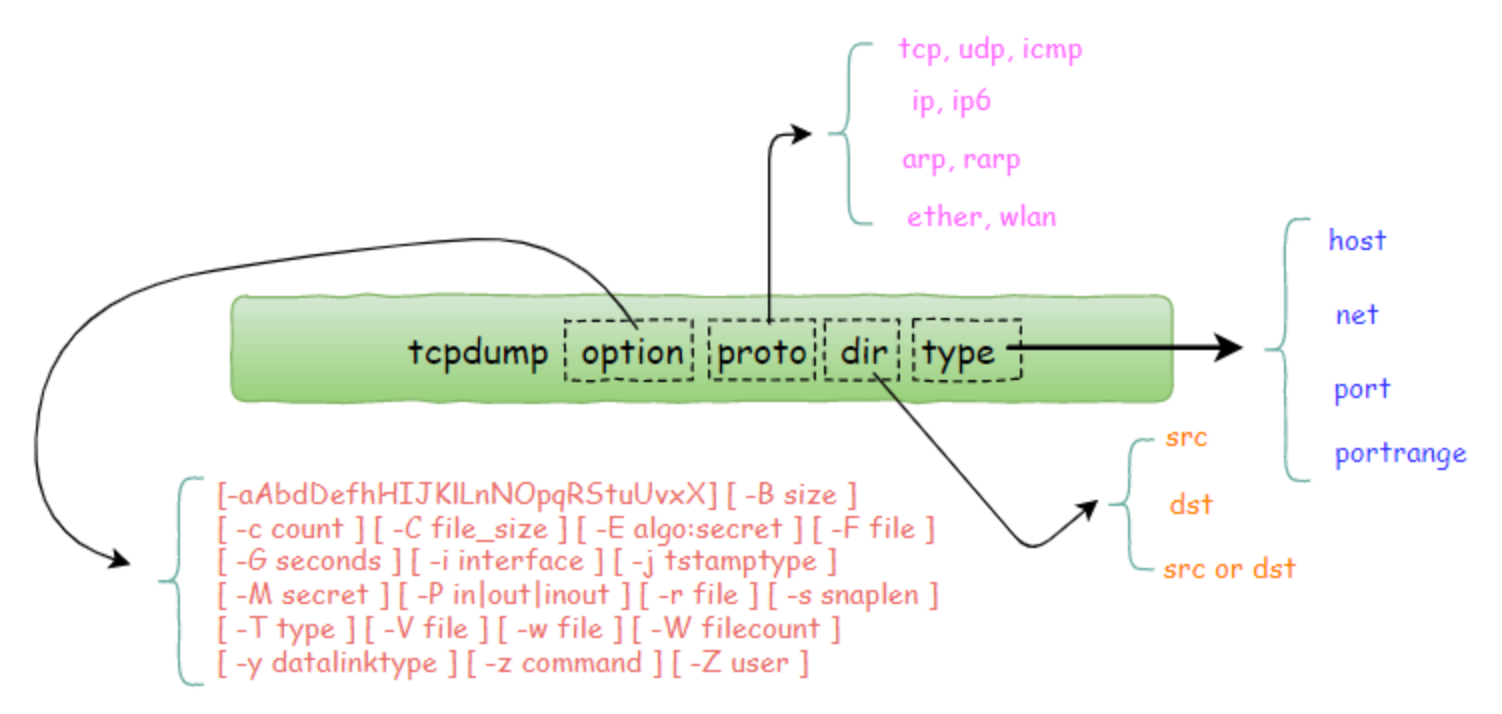 tcp, udp, icmp
ip, ip6
arp, rarp
ether, wlan
host
net
port
portrange
tcpdump option proto dir type
src
dst
src or dst
[-aAbdDefhHIJKlLnNOpqRStuUvxX] [ -B size ]
[ -c count ] [ -C file_size ] [ -E algo:secret ] [ -F file ]
[ -G seconds ] [ -i interface ] [ -j tstamptype ]
[ -M secret ] [ -P in|out|inout ] [ -r file ] [ -s snaplen ]
[ -T type ] [ -V file ] [ -w file ] [ -W filecount ]
[ -y datalinktype ] [ -z command ] [ -Z user ]